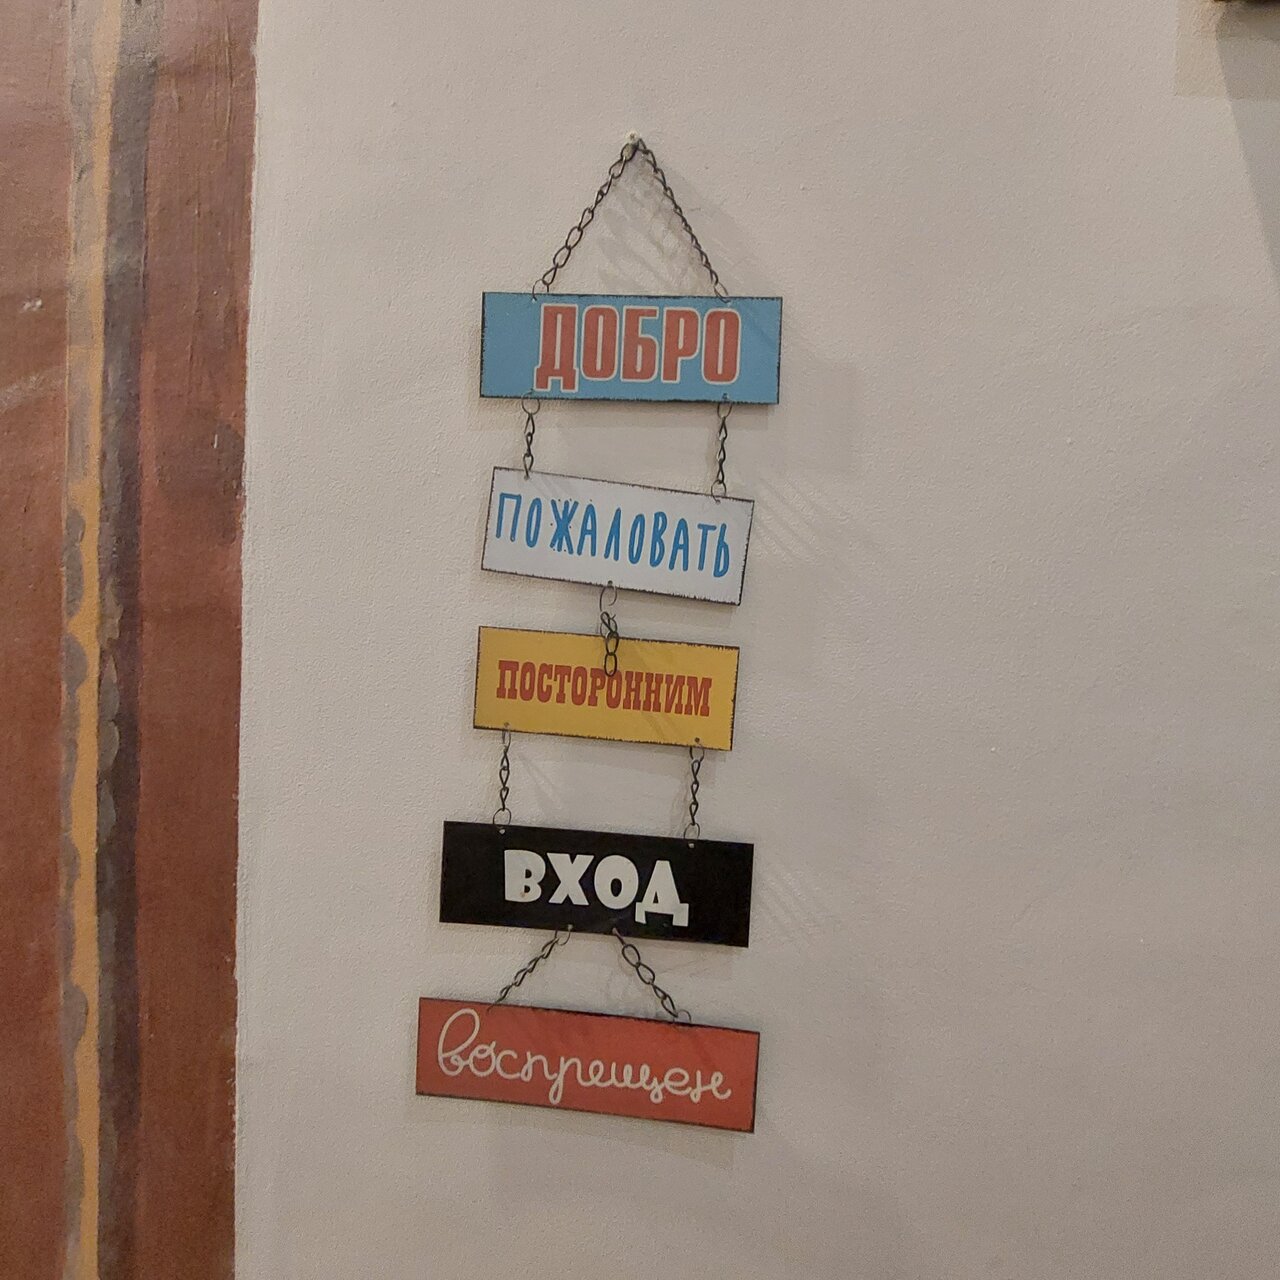 ДОБРО
ПОЖАЛОВАТЬ
ПОСТОРОННИМ
ВХОД
воспрещен